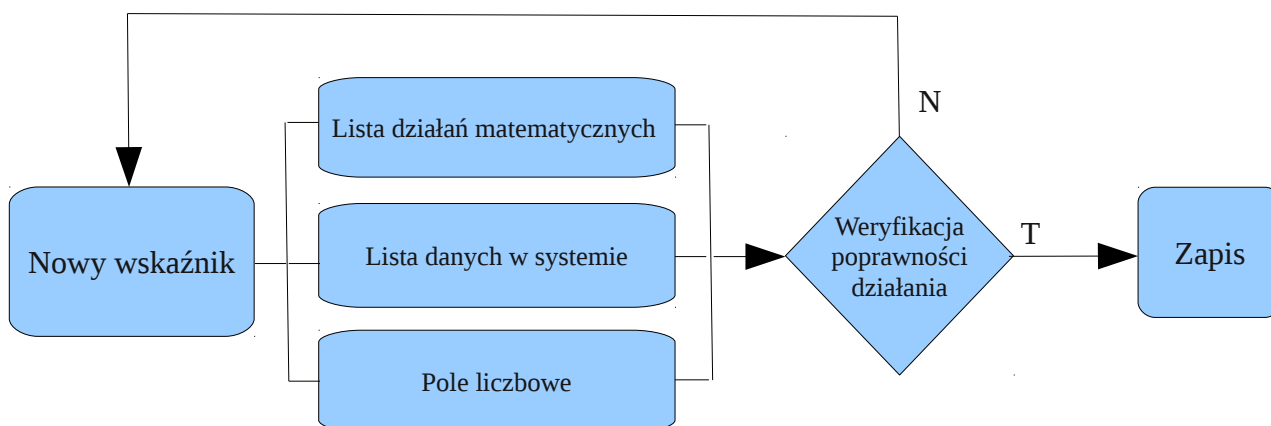 N
Lista działań matematycznych
Nowy wskaźnik
Lista danych w systemie
Weryfikacja
poprawności
działania
T
Zapis
Pole liczbowe